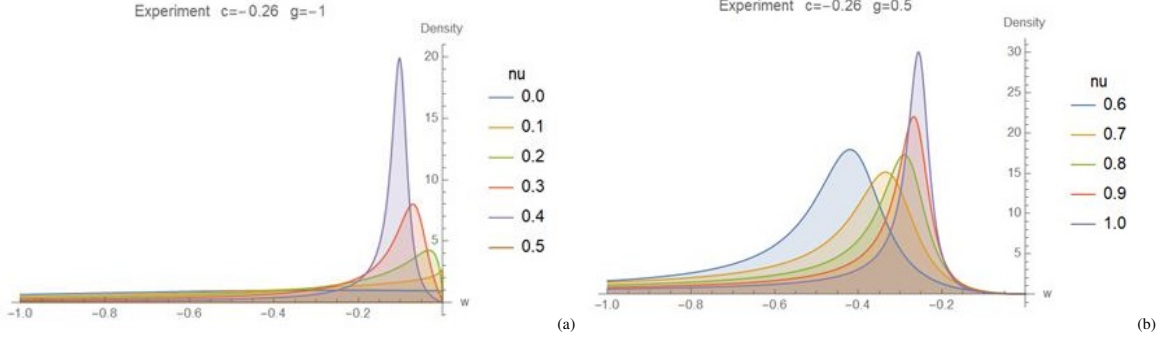 Experiment c=−0.26 g=−1
Density
20
15
10
5
−1.0 −0.8 −0.6 −0.4 −0.2
w
nu
0.0
0.1
0.2
0.3
0.4
0.5
(a)
Experiment c=−0.26 g=0.5
Density
30
25
20
15
10
5
−1.0 −0.8 −0.6 −0.4 −0.2
w
nu
0.6
0.7
0.8
0.9
1.0
(b)